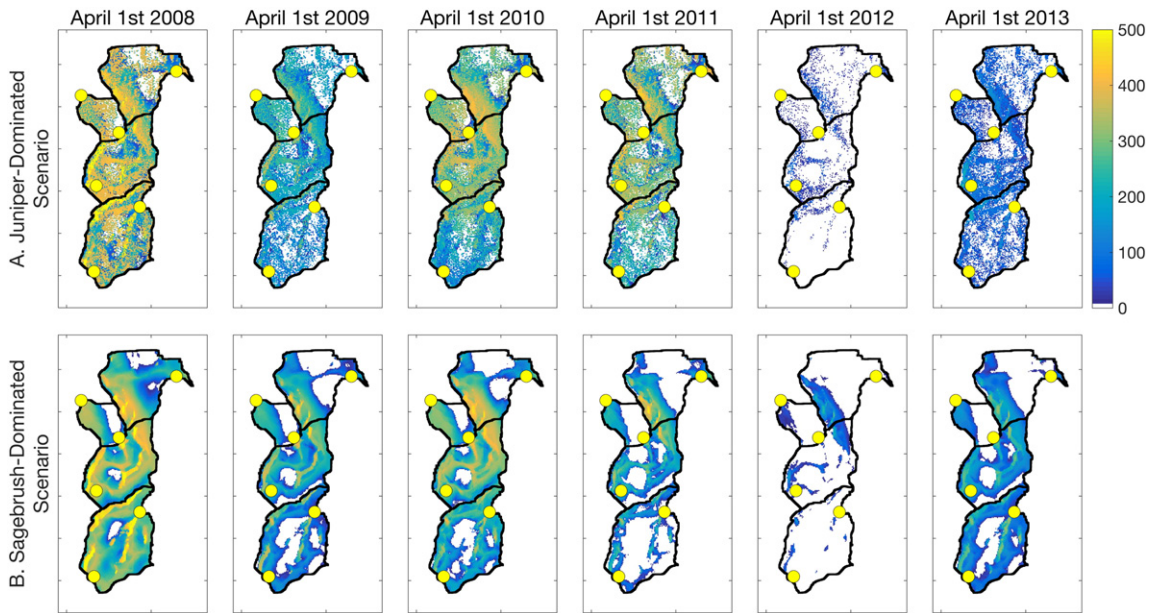 April 1st 2008
April 1st 2009
April 1st 2010
April 1st 2011
April 1st 2012
April 1st 2013
A. Juniper-Dominated
Scenario
500
400
300
200
100
0
B. Sagebrush-Dominated
Scenario